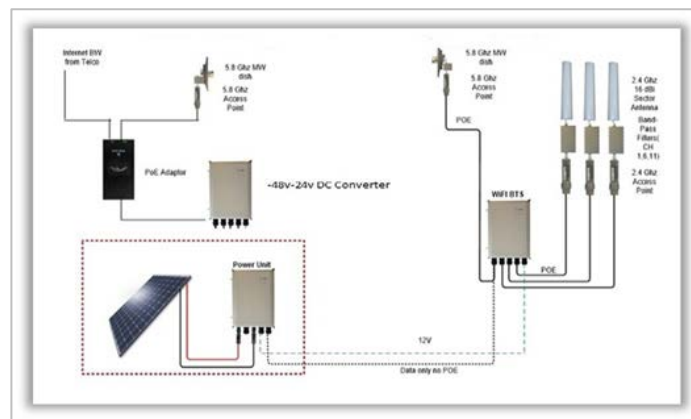 Internet BW
from Telco
5.8 Ghz MW
dish
5.8 Ghz
Access
Point
PoE Adaptor
-48v-24v DC Converter
Power Unit
5.8 Ghz MW
dish
5.8 Ghz
Access
Point
POE
WiFi BTS
POE
2.4 Ghz
16 dBi
Sector
Antenna
Band-
Pass
Filters(
CH
1,6,11)
2.4 Ghz
Access
Point
12V
Data only no POE